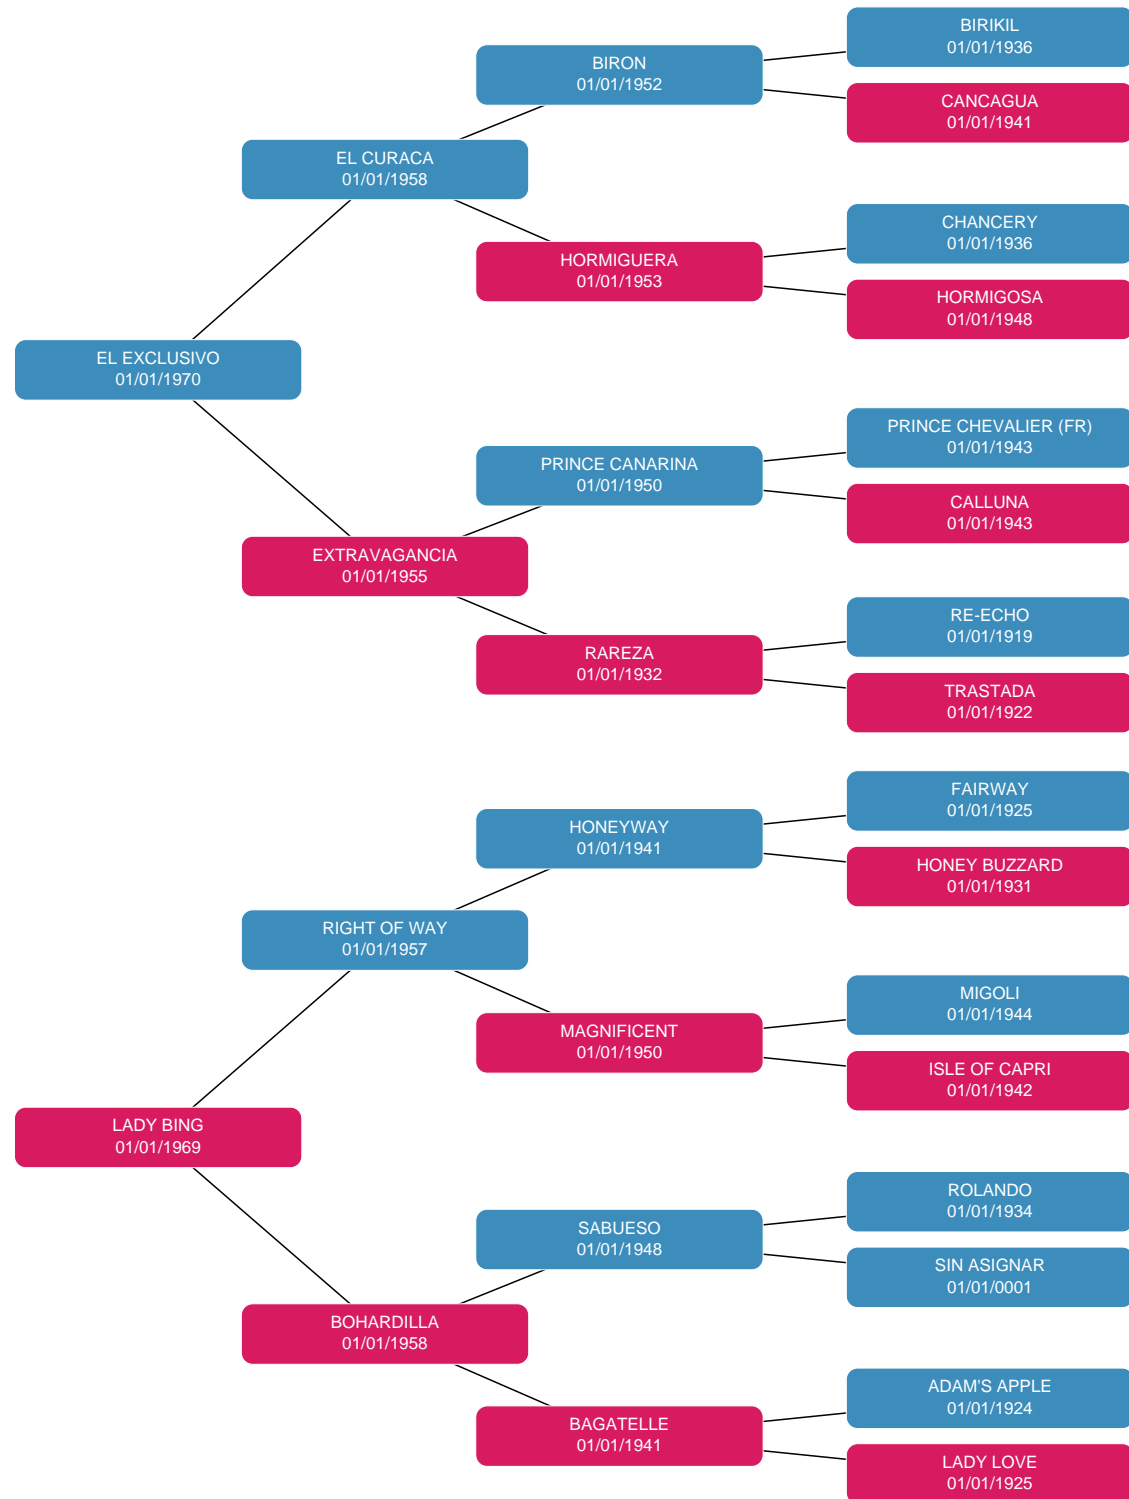 BIRIKIL
01/01/1936
BIRON
01/01/1952
CANCAGUA
01/01/1941
EL CURACA
01/01/1958
CHANCERY
01/01/1936
HORMIGUERA
01/01/1953
HORMIGOSA
01/01/1948
EL EXCLUSIVO
01/01/1970
PRINCE CHEVALIER (FR)
01/01/1943
PRINCE CANARINA
01/01/1950
CALLUNA
01/01/1943
EXTRAVAGANCIA
01/01/1955
RE-ECHO
01/01/1919
RAREZA
01/01/1932
TRASTADA
01/01/1922
FAIRWAY
01/01/1925
HONEYWAY
01/01/1941
HONEY BUZZARD
01/01/1931
RIGHT OF WAY
01/01/1957
MIGOLI
01/01/1944
MAGNIFICENT
01/01/1950
ISLE OF CAPRI
01/01/1942
LADY BING
01/01/1969
ROLANDO
01/01/1934
SABUESO
01/01/1948
SIN ASIGNAR
01/01/0001
BOHARDILLA
01/01/1958
ADAM'S APPLE
01/01/1924
BAGATELLE
01/01/1941
LADY LOVE
01/01/1925